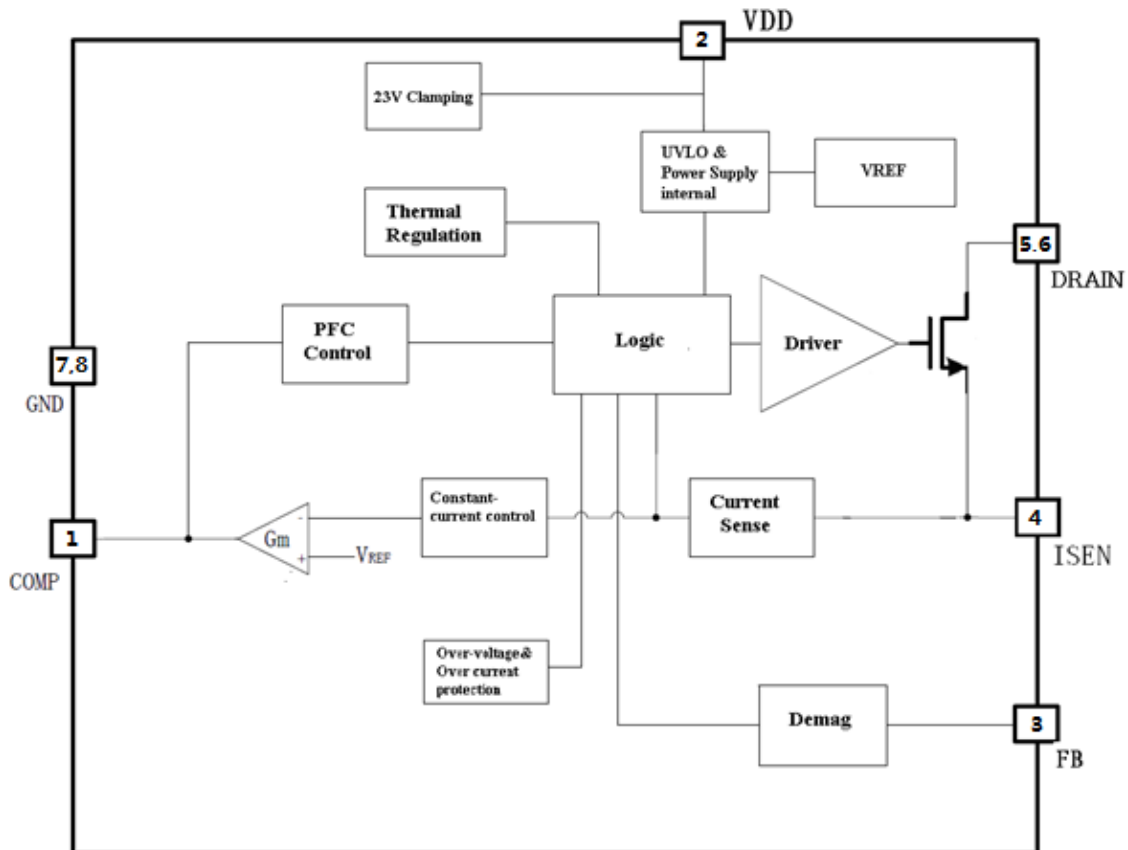 2
VDD
23V Clamping
UVLO &
Power Supply
internal
VREF
Thermal
Regulation
5.6
DRAIN
PFC
Control
Logic
Driver
7,8
GND
Constant-
current control
Current
Sense
1
COMP
Gm
-
+
VREF
4
ISEN
Over-voltage&
Over current
protection
Demag
3
FB